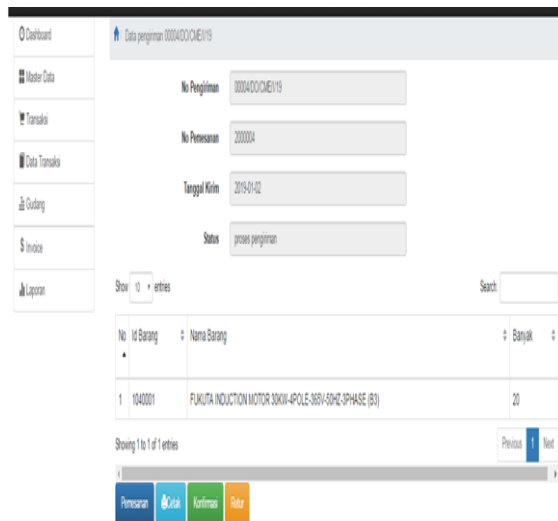 Dashboard
Master Data
Transaksi
Data Transaksi
Gudang
Invoice
Laporan
Data pengiriman 00004/DO/CME/I/19
No Pengiriman 00004/DO/CME/I/19
No Pemesanan 2000004
Tanggal Kirim 2019-01-02
Status proses pengiriman
Show 10 entries Search:
No Id Barang Nama Barang Banyak
1 1040001 FUKUTA INDUCTION MOTOR 30KW-4POLE-365V-50HZ-3PHASE (B3) 20
Showing 1 to 1 of 1 entries
Previous 1 Next
Pemesanan Cetak Konfirmasi Retur